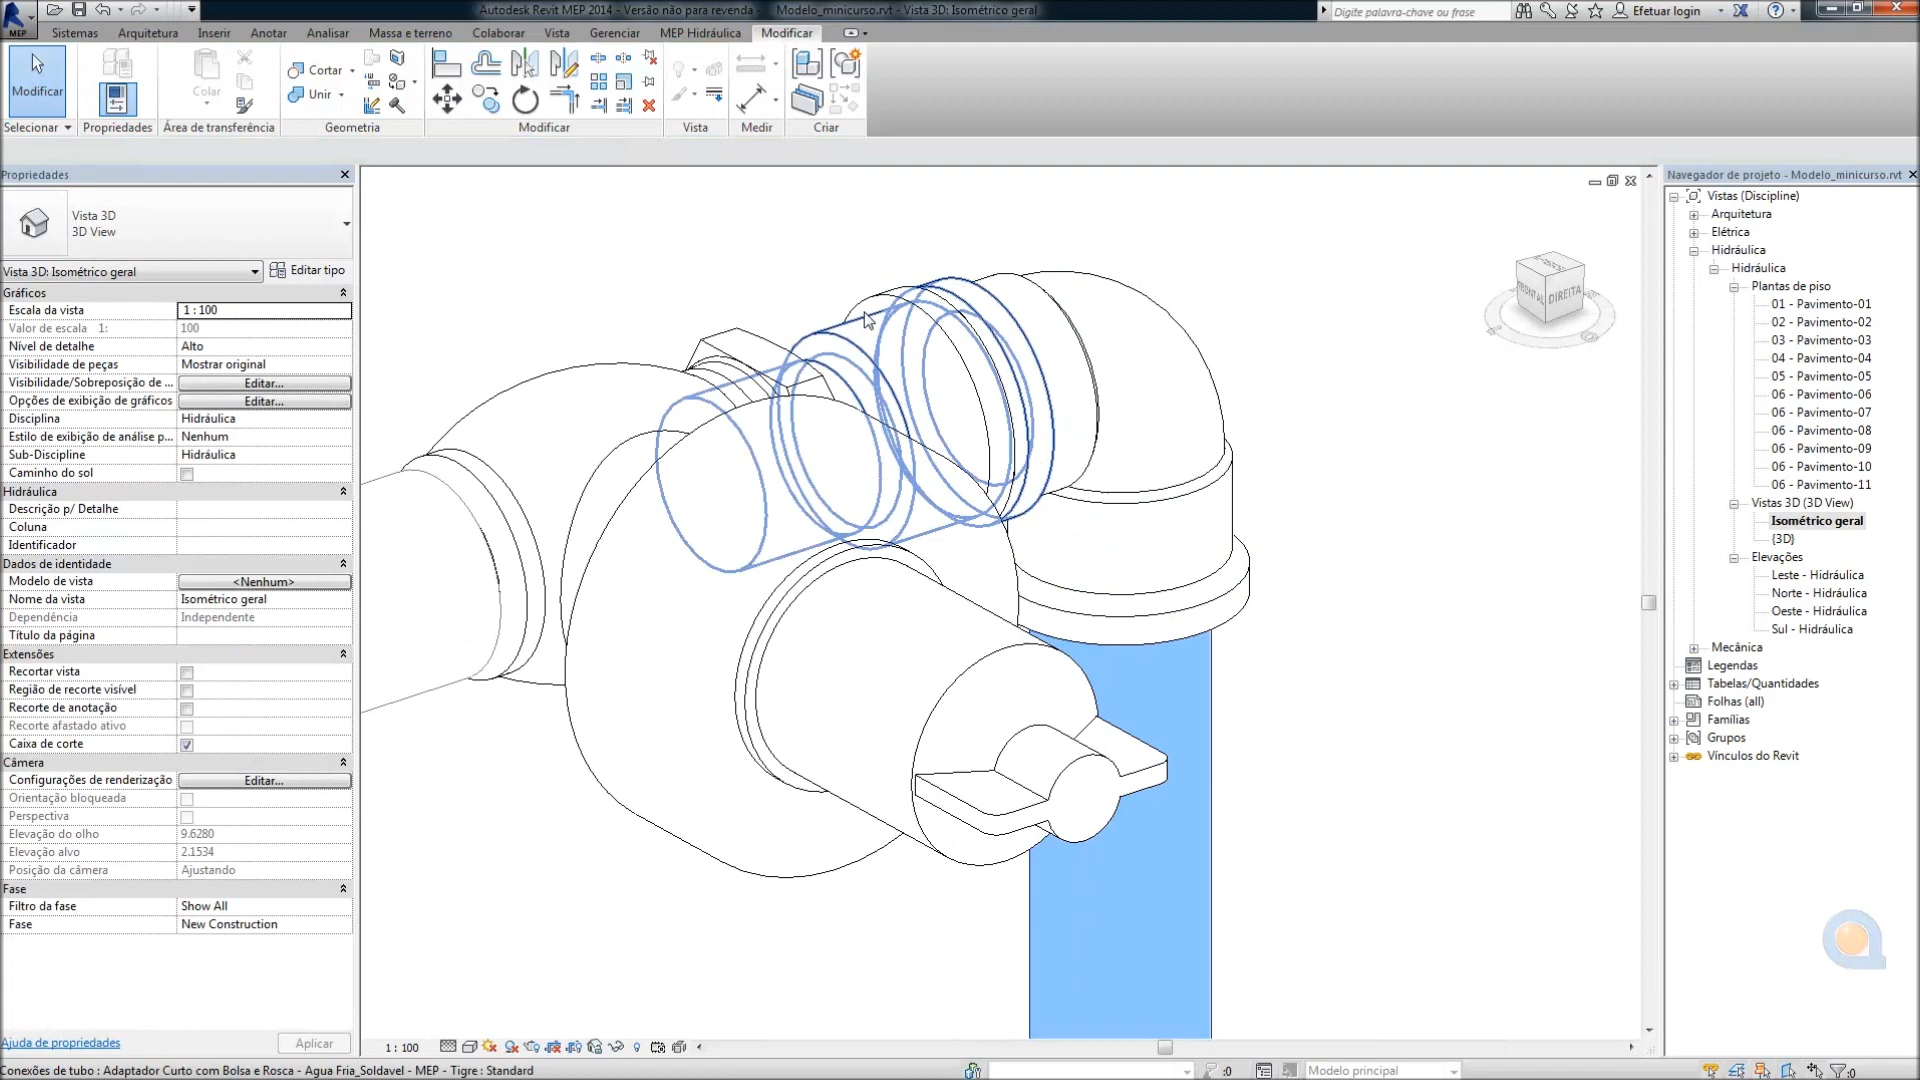 Autodesk Revit MEP 2014 - Versão não para revenda - Modelo_minicurso.rvt - Vista 3D: Isométrico geral
Digite palavra-chave ou frase
Efetuar login
MEP
Sistemas Arquitetura Inserir Anotar Analisar Massa e terreno Colaborar Vista Gerenciar MEP Hidráulica Modificar
Modificar
Colar
Cortar
Unir
Selecionar Propriedades Área de transferência Geometria Modificar Vista Medir Criar
Propriedades
Vista 3D
3D View
Vista 3D: Isométrico geral
Editar tipo
Gráficos
Escala da vista 1 : 100
Valor de escala 1: 100
Nível de detalhe Alto
Visibilidade de peças Mostrar original
Visibilidade/Sobreposição de ... Editar...
Opções de exibição de gráficos Editar...
Disciplina Hidráulica
Estilo de exibição de análise p... Nenhum
Sub-Discipline Hidráulica
Caminho do sol
Hidráulica
Descrição p/ Detalhe
Coluna
Identificador
Dados de identidade
Modelo de vista <Nenhum>
Nome da vista Isométrico geral
Dependência Independente
Título da página
Extensões
Recortar vista
Região de recorte visível
Recorte de anotação
Recorte afastado ativo
Caixa de corte
Câmera
Configurações de renderização Editar...
Orientação bloqueada
Perspectiva
Elevação do olho 9.6280
Elevação alvo 2.1534
Posição da câmera Ajustando
Fase
Filtro da fase Show All
Fase New Construction
Ajuda de propriedades
Aplicar
FRONTAL
DIREITA
1 : 100
Navegador de projeto - Modelo_minicurso.rvt
Vistas (Discipline)
Arquitetura
Elétrica
Hidráulica
Hidráulica
Plantas de piso
01 - Pavimento-01
02 - Pavimento-02
03 - Pavimento-03
04 - Pavimento-04
05 - Pavimento-05
06 - Pavimento-06
06 - Pavimento-07
06 - Pavimento-08
06 - Pavimento-09
06 - Pavimento-10
06 - Pavimento-11
Vistas 3D (3D View)
Isométrico geral
{3D}
Elevações
Leste - Hidráulica
Norte - Hidráulica
Oeste - Hidráulica
Sul - Hidráulica
Mecânica
Legendas
Tabelas/Quantidades
Folhas (all)
Famílias
Grupos
Vínculos do Revit
Conexões de tubo : Adaptador Curto com Bolsa e Rosca - Agua Fria_Soldavel - MEP - Tigre : Standard
:0
Modelo principal
:0